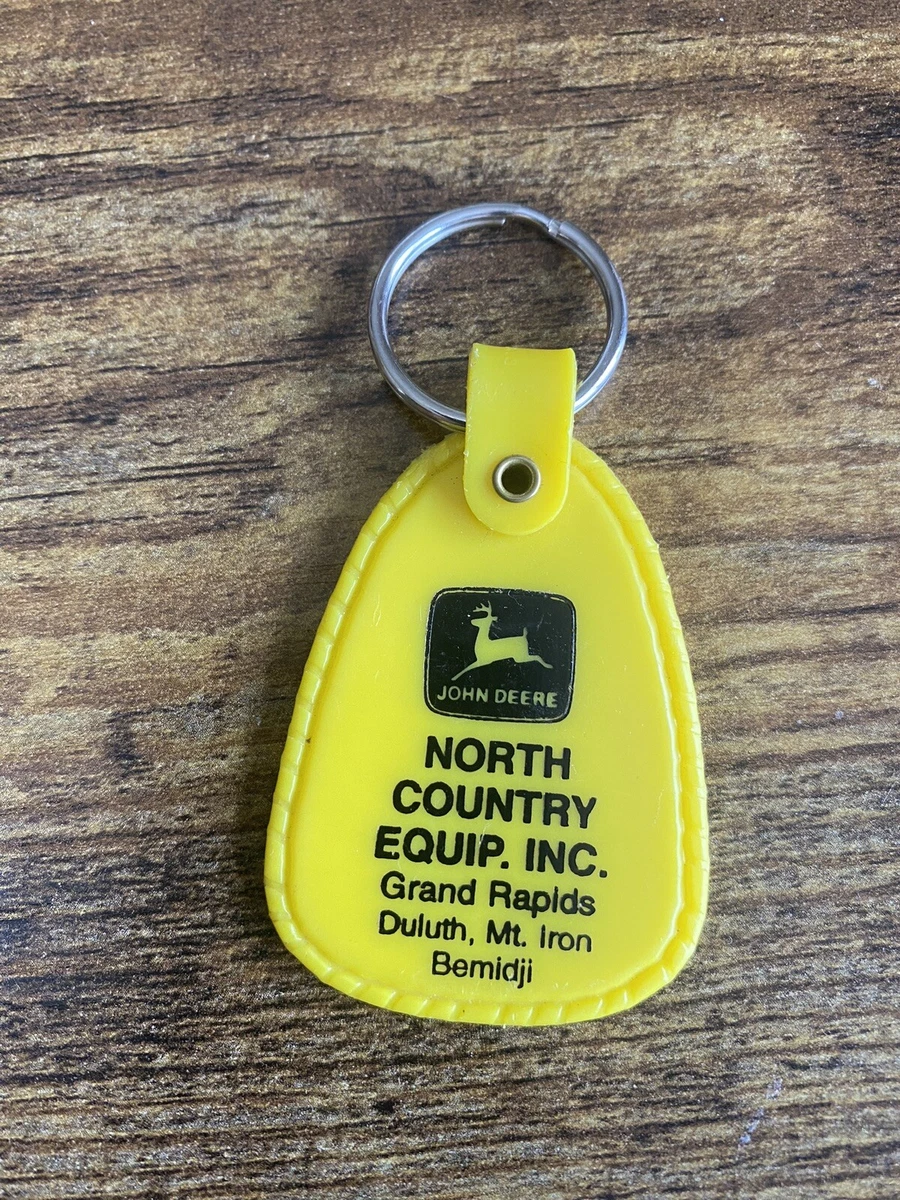 JOHN DEERE
NORTH
COUNTRY
EQUIP. INC.
Grand Rapids
Duluth, Mt. Iron
Bemidji